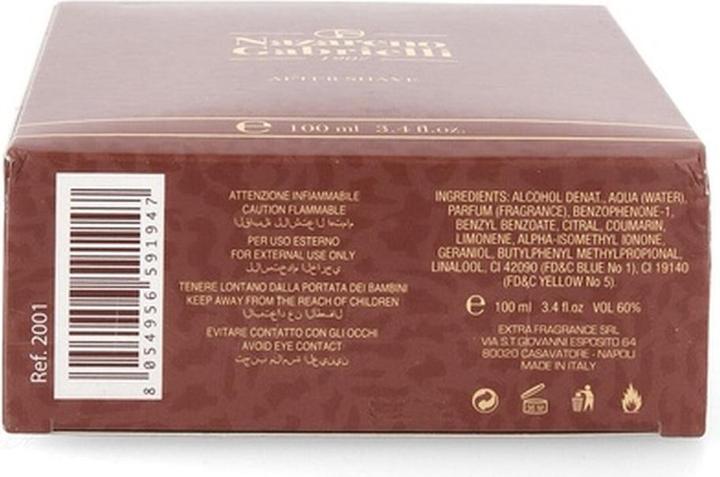 Nazareno
Gabrielli
1907
AFTER SHAVE
e 100 ml 3.4 fl.oz.
Ref. 2001
8 054956 591947
ATTENZIONE INFIAMMABILE
CAUTION FLAMMABLE
PER USO ESTERNO
FOR EXTERNAL USE ONLY
TENERE LONTANO DALLA PORTATA DEI BAMBINI
KEEP AWAY FROM THE REACH OF CHILDREN
EVITARE CONTATTO CON GLI OCCHI
AVOID EYE CONTACT
INGREDIENTS: ALCOHOL DENAT., AQUA (WATER),
PARFUM (FRAGRANCE), BENZOPHENONE-1,
BENZYL BENZOATE, CITRAL, COUMARIN,
LIMONENE, ALPHA-ISOMETHYL IONONE,
GERANIOL, BUTYLPHENYL METHYLPROPIONAL,
LINALOOL, CI 42090 (FD&C BLUE No 1), CI 19140
(FD&C YELLOW No 5).
e 100 ml 3.4 fl.oz VOL 60%
EXTRA FRAGRANCE SRL
VIA S.T.GIOVANNI ESPOSITO 64
80020 CASAVATORE - NAPOLI
MADE IN ITALY